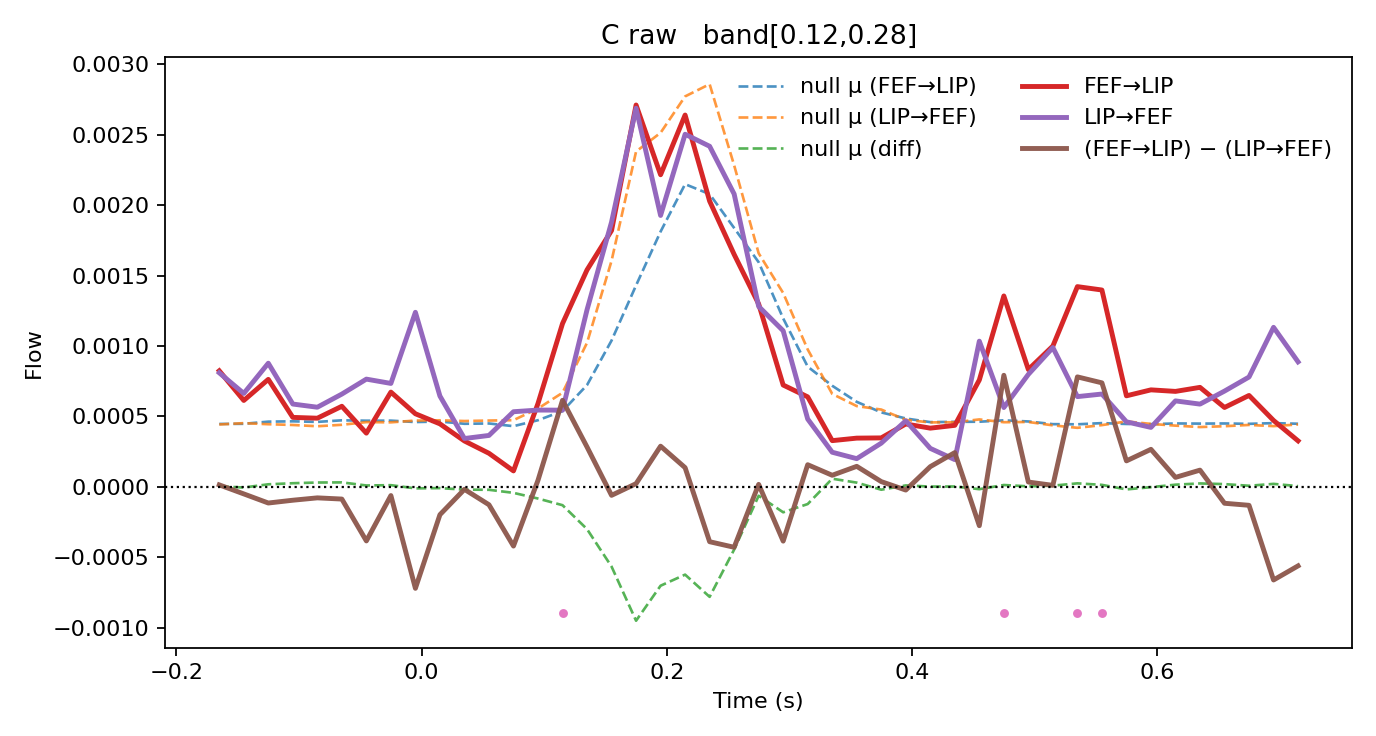 C raw   band[0.12,0.28]
0.0030
0.0025
0.0020
0.0015
0.0010
0.0005
0.0000
−0.0005
−0.0010
Flow
null μ (FEF→LIP)
null μ (LIP→FEF)
null μ (diff)
FEF→LIP
LIP→FEF
(FEF→LIP) − (LIP→FEF)
−0.2
0.0
0.2
0.4
0.6
Time (s)